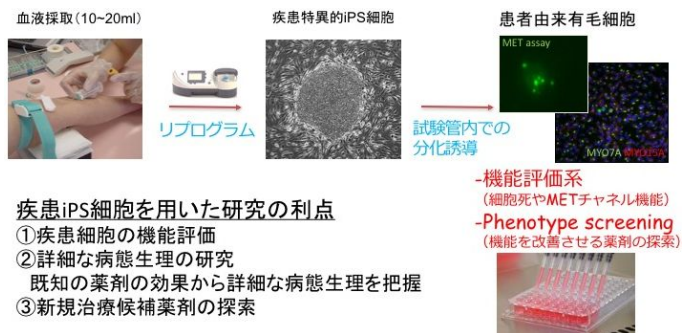 血液採取（10~20ml）
疾患特異的iPS細胞
患者由来有毛細胞
MET assay
リプログラム
試験管内での
分化誘導
MYO7A MYO15A
-機能評価系
（細胞死やMETチャネル機能）
-Phenotype screening
（機能を改善させる薬剤の探索）
疾患iPS細胞を用いた研究の利点
①疾患細胞の機能評価
②詳細な病態生理の研究
既知の薬剤の効果から詳細な病態生理を把握
③新規治療候補薬剤の探索